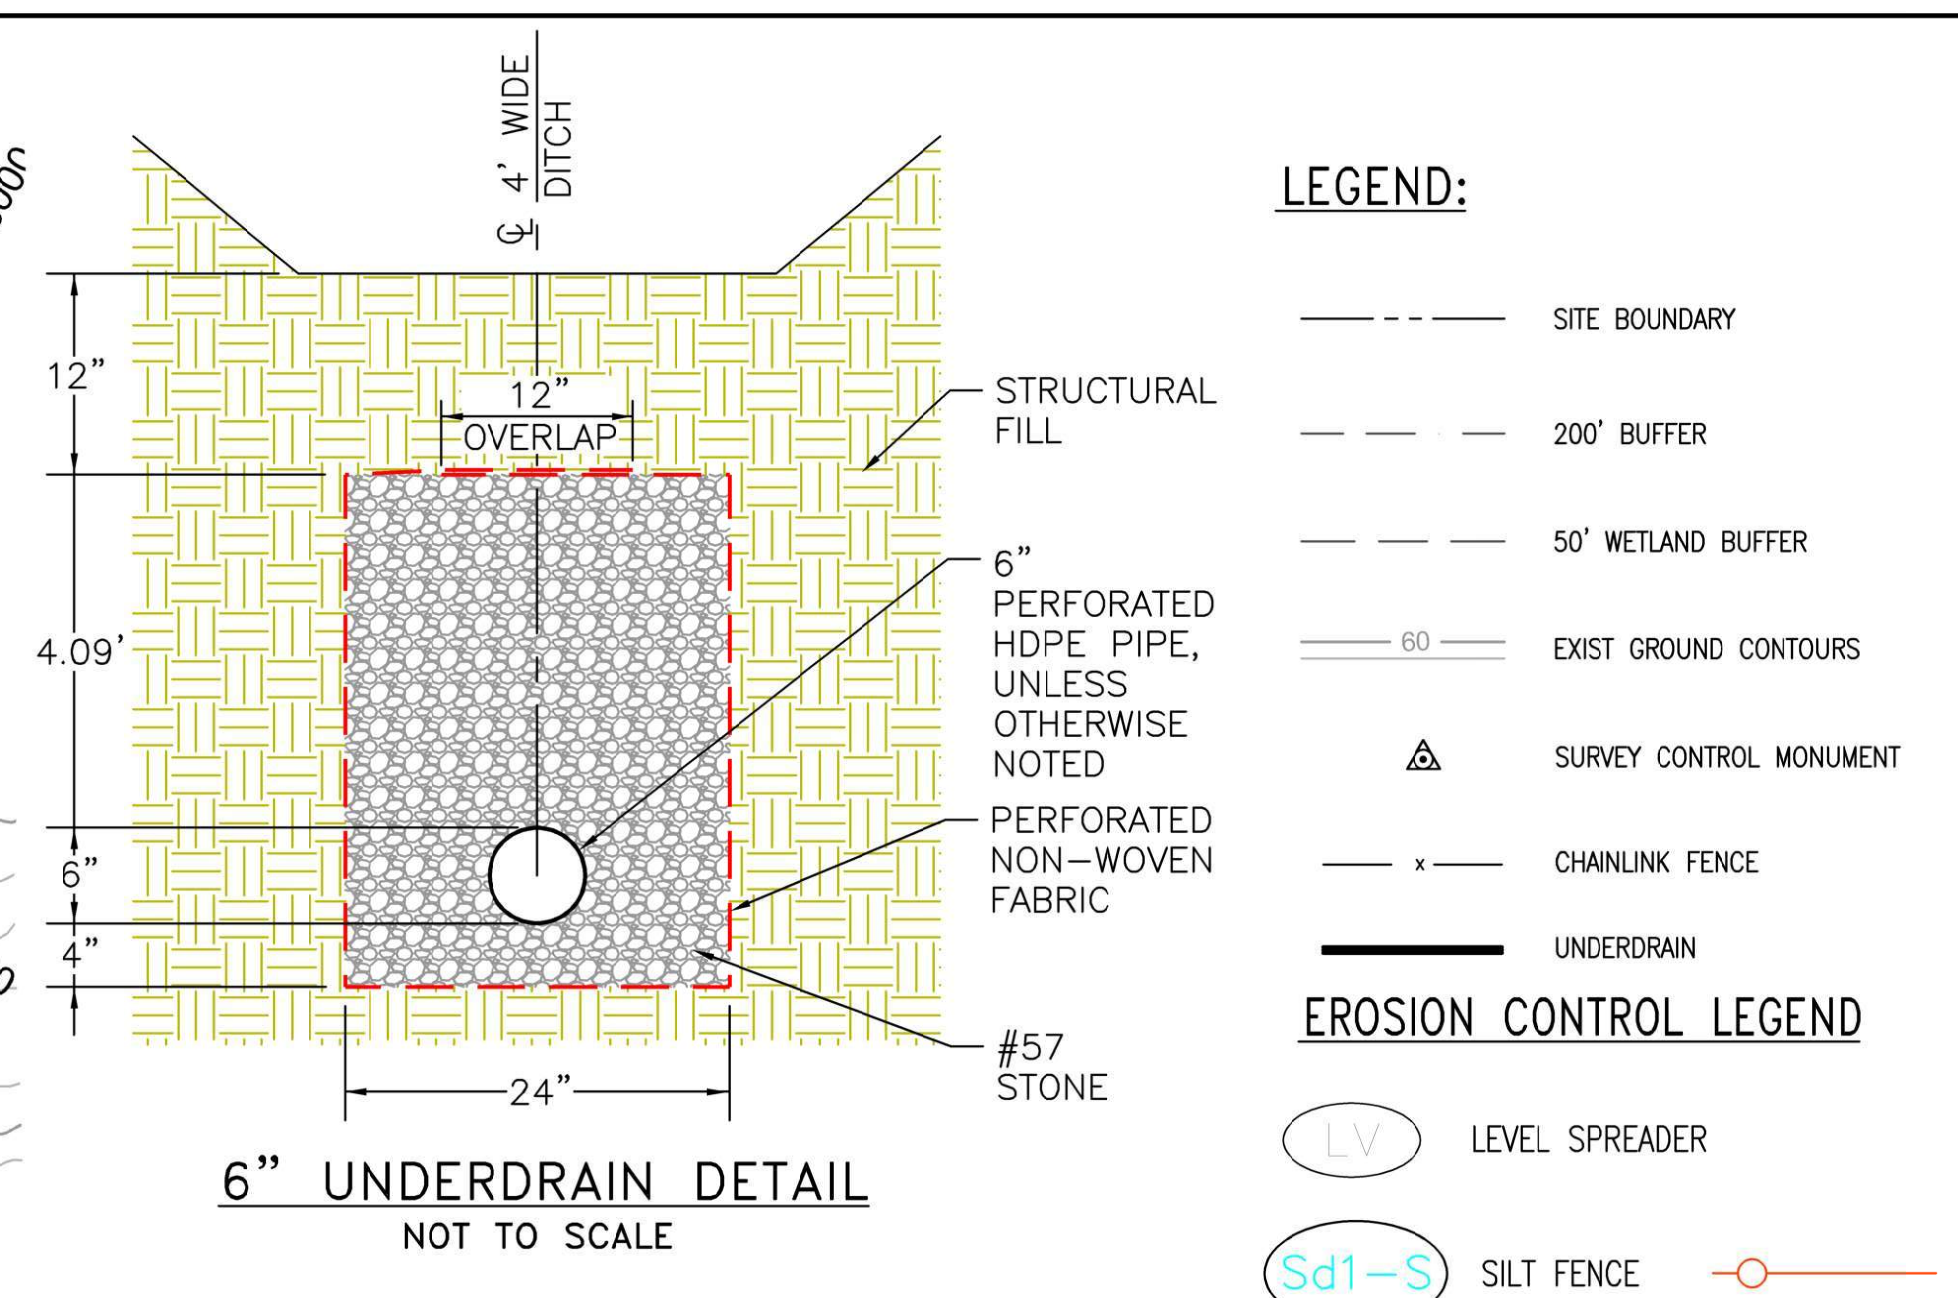 ℄ 4' WIDE
DITCH
12"
12"
OVERLAP
4.09'
6"
4"
24"
STRUCTURAL
FILL
6"
PERFORATED
HDPE PIPE,
UNLESS
OTHERWISE
NOTED
PERFORATED
NON-WOVEN
FABRIC
#57
STONE
6" UNDERDRAIN DETAIL
NOT TO SCALE
LEGEND:
SITE BOUNDARY
200' BUFFER
50' WETLAND BUFFER
60 EXIST GROUND CONTOURS
SURVEY CONTROL MONUMENT
x CHAINLINK FENCE
UNDERDRAIN
EROSION CONTROL LEGEND
LV LEVEL SPREADER
Sd1-S SILT FENCE